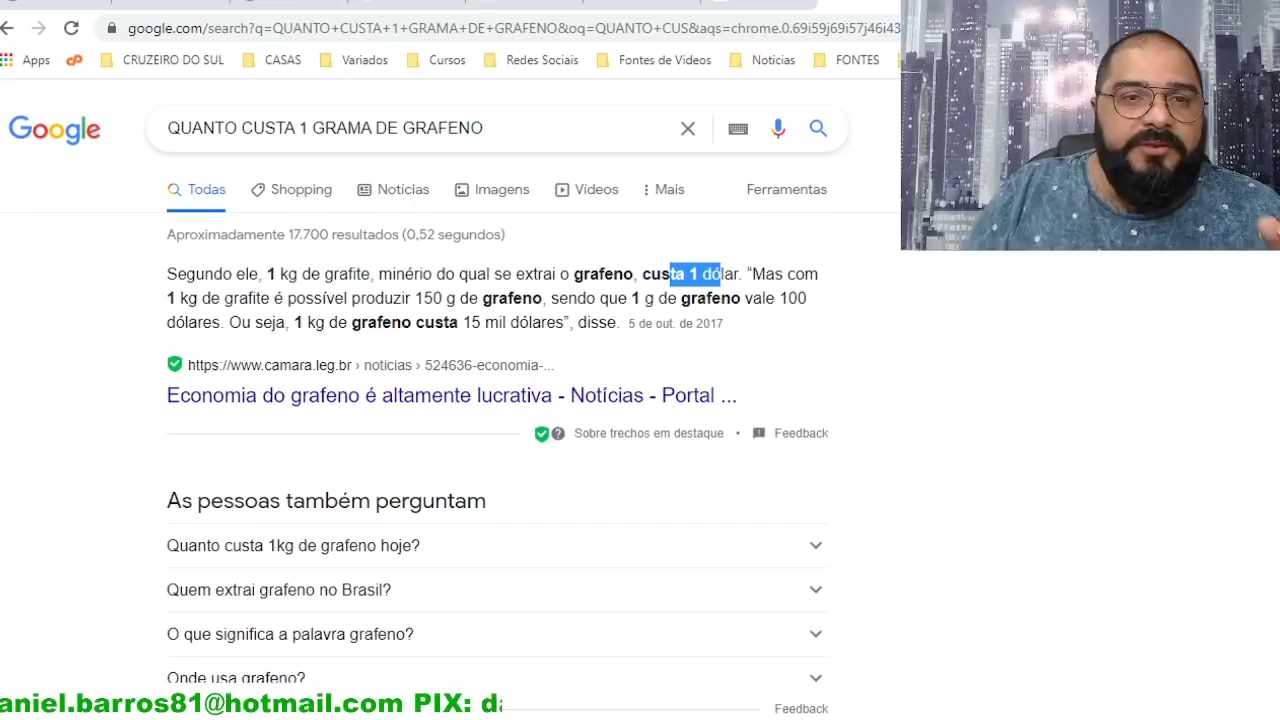 google.com/search?q=QUANTO+CUSTA+1+GRAMA+DE+GRAFENO&oq=QUANTO+CUS&aqs=chrome.0.69i59j69i57j46i43
Apps CRUZEIRO DO SUL CASAS Variados Cursos Redes Sociais Fontes de Videos Noticias FONTES
Google QUANTO CUSTA 1 GRAMA DE GRAFENO
Todas Shopping Notícias Imagens Vídeos Mais Ferramentas
Aproximadamente 17.700 resultados (0,52 segundos)
Segundo ele, 1 kg de grafite, minério do qual se extrai o grafeno, custa 1 dólar. “Mas com
1 kg de grafite é possível produzir 150 g de grafeno, sendo que 1 g de grafeno vale 100
dólares. Ou seja, 1 kg de grafeno custa 15 mil dólares”, disse. 5 de out. de 2017
https://www.camara.leg.br › noticias › 524636-economia-...
Economia do grafeno é altamente lucrativa - Notícias - Portal ...
Sobre trechos em destaque • Feedback
As pessoas também perguntam
Quanto custa 1kg de grafeno hoje?
Quem extrai grafeno no Brasil?
O que significa a palavra grafeno?
Onde usa grafeno?
aniel.barros81@hotmail.com PIX: da
Feedback